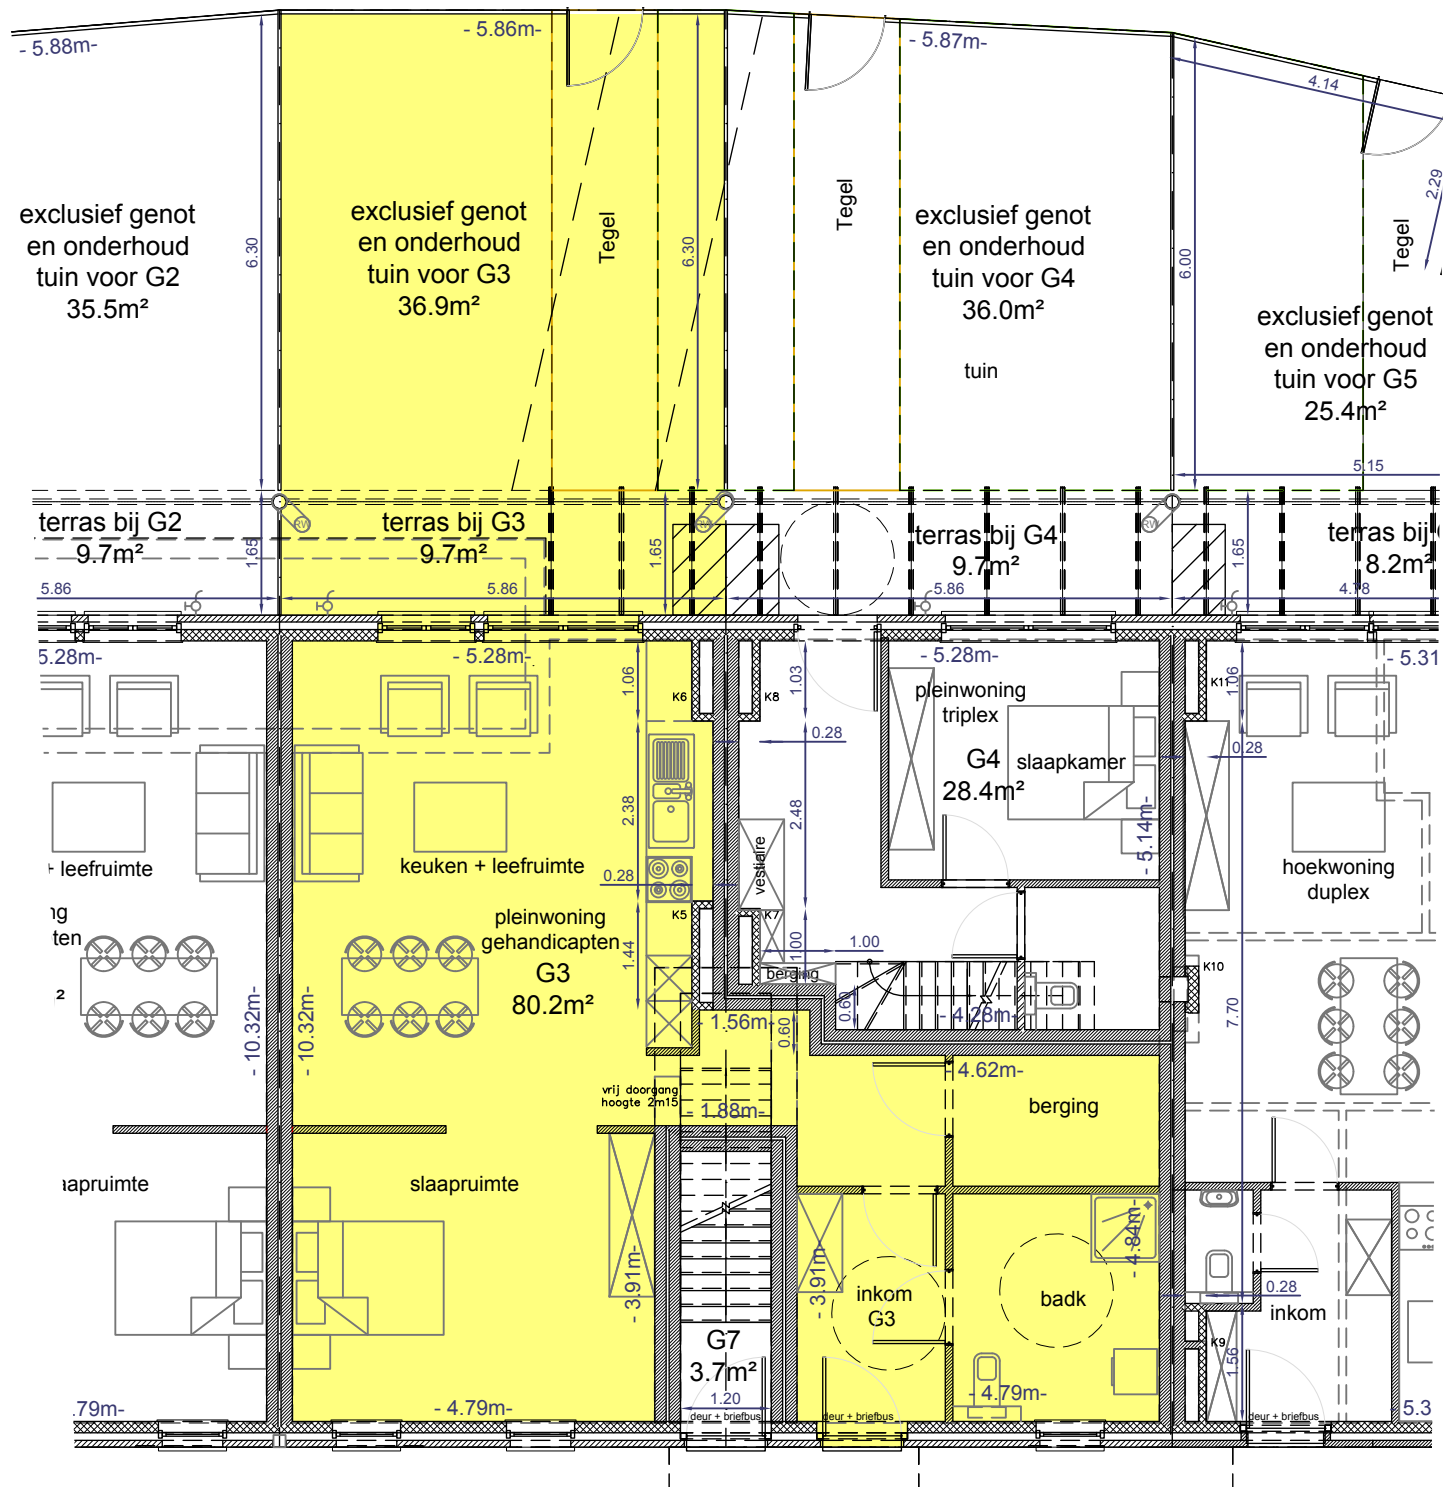 - 5.88m-
- 5.86m-
- 5.87m-
4.14
2.29
exclusief genot
en onderhoud
tuin voor G2
35.5m²
6.30
exclusief genot
en onderhoud
tuin voor G3
36.9m²
Tegel
6.30
Tegel
exclusief genot
en onderhoud
tuin voor G4
36.0m²
tuin
6.00
Tegel
exclusief genot
en onderhoud
tuin voor G5
25.4m²
5.15
terras bij G2
9.7m²
1.65
RW
terras bij G3
9.7m²
1.65
RW
terras bij G4
9.7m²
RW
1.65
terras bij
8.2m²
5.86
5.86
5.86
4.78
5.28m-
- 5.28m-
- 5.28m-
- 5.31
1.06
K6
K8
1.03
pleinwoning
triplex
G4
28.4m²
slaapkamer
K11
1.06
0.28
0.28
2.38
2.48
- 5.14m-
+ leefruimte
keuken + leefruimte
0.28
vestiaire
hoekwoning
duplex
ng
ten
²
pleinwoning
gehandicapten
G3
80.2m²
K5
K7
1.44
1.00
1.00
berging
K10
- 10.32m-
- 10.32m-
- 1.56m-
0.60
0.60
- 4.28m-
7.70
- 4.62m-
vrij doorgang
hoogte 2m15
- 1.88m-
berging
aapruimte
slaapruimte
- 3.91m-
- 3.91m-
- 4.84m-
inkom
G3
badk
0.28
inkom
G7
3.7m²
K9
1.56
.79m-
- 4.79m-
1.20
- 4.79m-
5.3
deur + briefbus
deur + briefbus
deur + briefbus